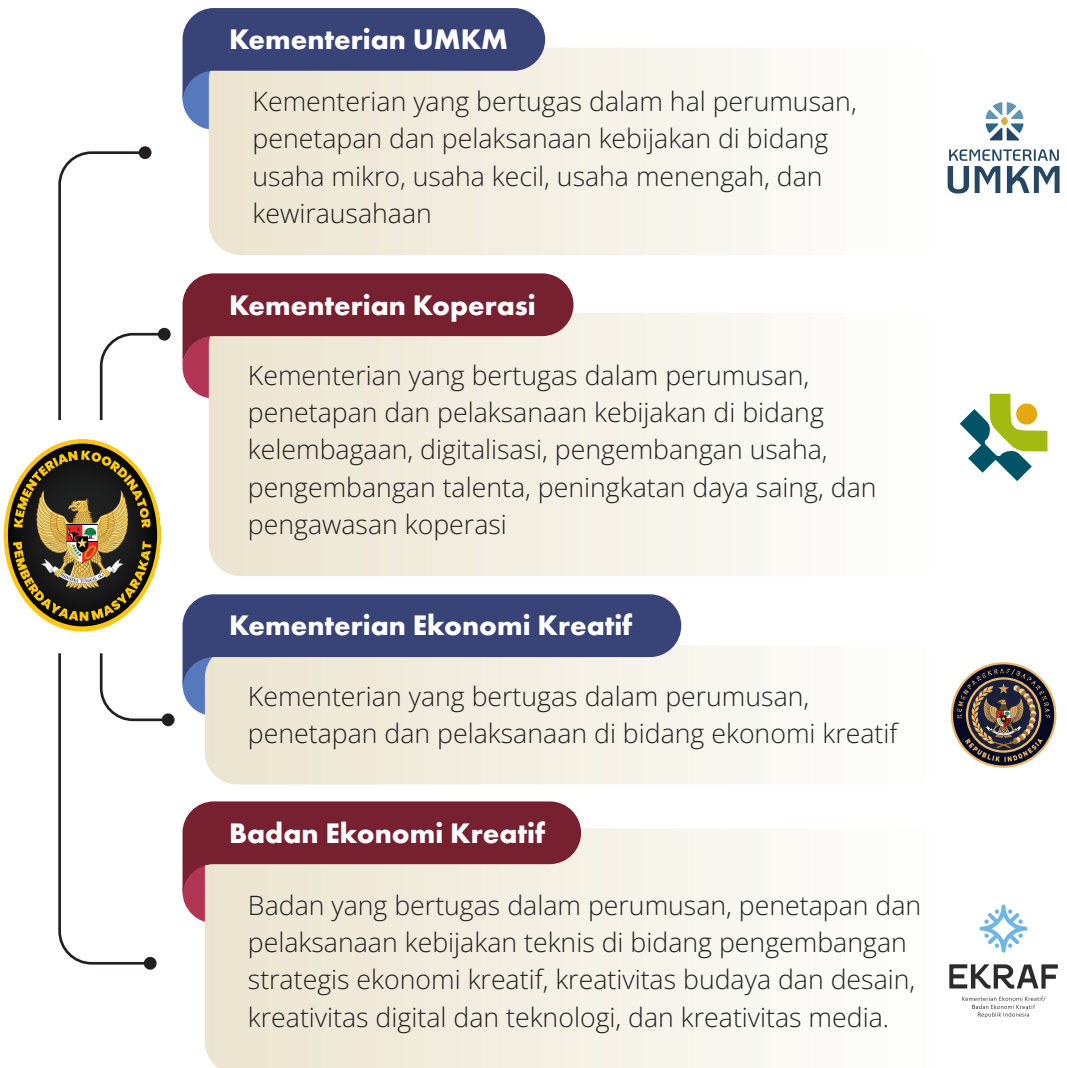 Kementerian UMKM
Kementerian yang bertugas dalam hal perumusan,
penetapan dan pelaksanaan kebijakan di bidang
usaha mikro, usaha kecil, usaha menengah, dan
kewirausahaan
KEMENTERIAN
UMKM
Kementerian Koperasi
Kementerian yang bertugas dalam perumusan,
penetapan dan pelaksanaan kebijakan di bidang
kelembagaan, digitalisasi, pengembangan usaha,
pengembangan talenta, peningkatan daya saing, dan
pengawasan koperasi
KEMENTERIAN KOORDINATOR
PEMBERDAYAAN MASYARAKAT
Kementerian Ekonomi Kreatif
Kementerian yang bertugas dalam perumusan,
penetapan dan pelaksanaan di bidang ekonomi kreatif
KEMENPAREKRAF/BAPAREKRAF
REPUBLIK INDONESIA
Badan Ekonomi Kreatif
Badan yang bertugas dalam perumusan, penetapan dan
pelaksanaan kebijakan teknis di bidang pengembangan
strategis ekonomi kreatif, kreativitas budaya dan desain,
kreativitas digital dan teknologi, dan kreativitas media.
EKRAF
Kementerian Ekonomi Kreatif/
Badan Ekonomi Kreatif
Republik Indonesia